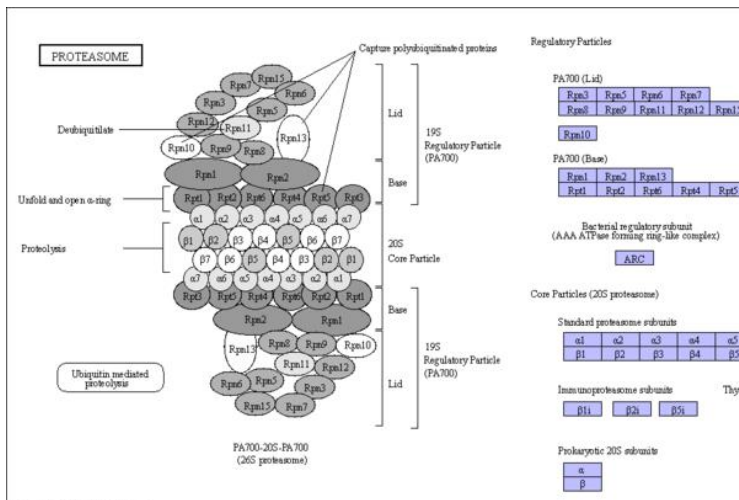 PROTEASOME
Capture polyubiquitinated proteins
Rpn15
Rpn7
Rpn6
Rpn3
Rpn5
Rpn12
Rpn11
Rpn13
Deubiquitilate
Rpn10
Rpn9
Rpn8
Lid
19S
Regulatory Particle
(PA700)
Rpn1
Rpn2
Base
Unfold and open α-ring
Rpt1
Rpt2
Rpt6
Rpt4
Rpt5
Rpt3
α1
α2
α3
α4
α5
α6
α7
Proteolysis
β1
β2
β3
β4
β5
β6
β7
20S
Core Particle
β7
β6
β5
β4
β3
β2
β1
α7
α6
α5
α4
α3
α2
α1
Rpt3
Rpt5
Rpt4
Rpt6
Rpt2
Rpt1
Base
Rpn2
Rpn1
19S
Regulatory Particle
(PA700)
Rpn13
Rpn8
Rpn9
Rpn10
Rpn11
Rpn12
Rpn6
Rpn5
Rpn3
Lid
Rpn15
Rpn7
Ubiquitin mediated
proteolysis
PA700-20S-PA700
(26S proteasome)
Regulatory Particles
PA700 (Lid)
Rpn3 Rpn5 Rpn6 Rpn7
Rpn8 Rpn9 Rpn11 Rpn12
Rpn10
PA700 (Base)
Rpn1 Rpn2 Rpn13
Rpt1 Rpt2 Rpt6 Rpt4 Rpt5
Bacterial regulatory subunit
(AAA ATPase forming ring-like complex)
ARC
Core Particles (20S proteasome)
Standard proteasome subunits
α1 α2 α3 α4 α5
β1 β2 β3 β4 β5
Immunoproteasome subunits
Thy
β1i β2i β5i
Prokaryotic 20S subunits
α
β